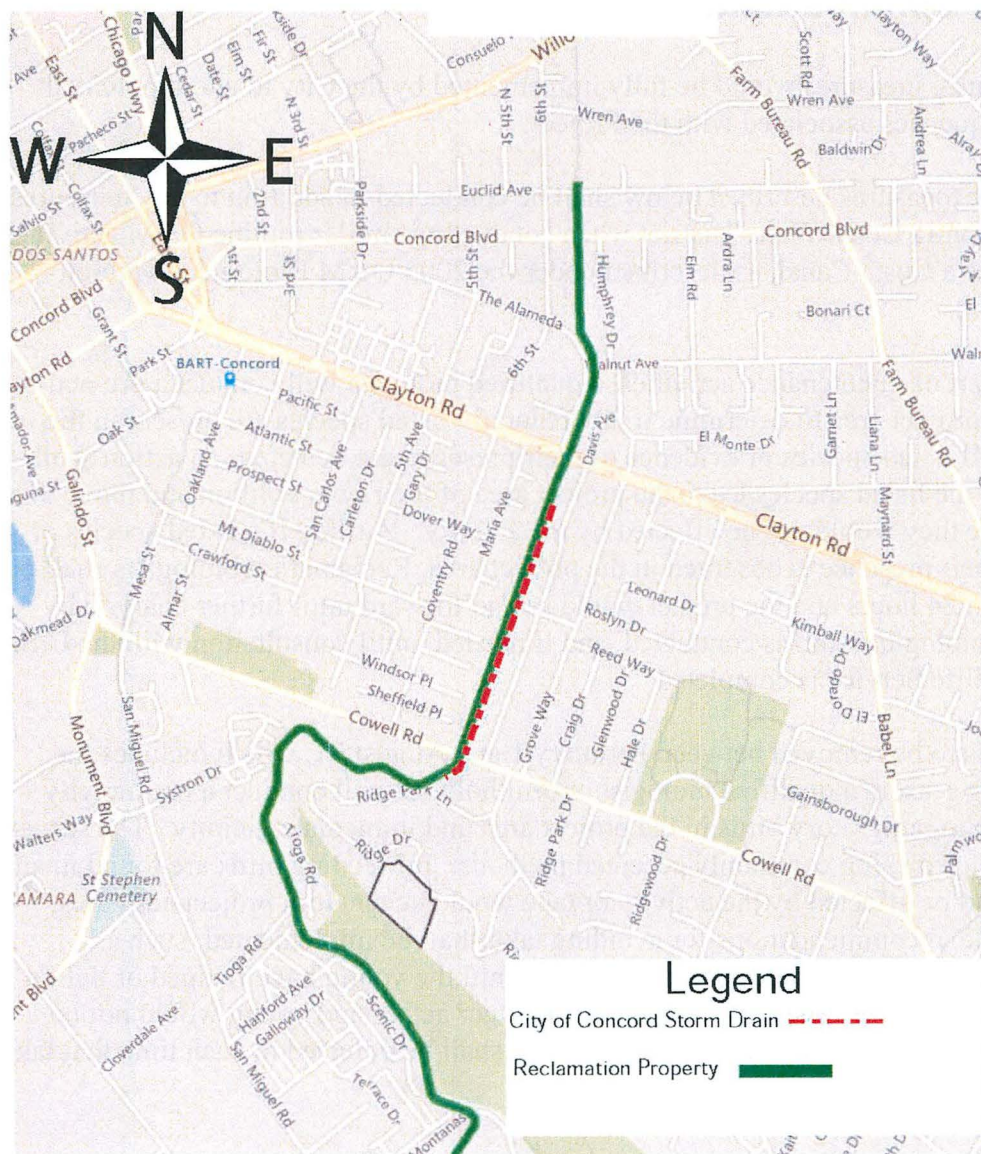 N
W
E
S
Chicago Hwy
East St
Cedar St
Date St
Elm St
Fir St
N 3rd St
Consuelo
Willo
N 5th St
6th St
Wren Ave
Farm Bureau Rd
Scott Rd
Wren Ave
Clayton Way
Baldwin Dr
Andrea Ln
Pacheco St
Colfax St
Salvio St
DOS SANTOS
East St
2nd St
Parkside Dr
Euclid Ave
Concord Blvd
Concord Blvd
1st St
3rd St
5th St
The Alameda
Humphrey Dr
Elm Rd
Ardra Ln
Bonari Ct
Concord Blvd
Grant St
Park St
BART-Concord
6th St
Clayton Rd
Farm Bureau Rd
Oak St
Pacific St
Atlantic St
Prospect St
Oakland Ave
San Carlos Ave
Carleton Dr
5th Ave
Gary Dr
Maria Ave
Davis Ave
El Monte Dr
Garnet Ln
Liana Ln
Maynard St
Galindo St
Mesa St
Mt Diablo St
Crawford St
Almar St
Dover Way
Coventry Rd
Clayton Rd
Oakmead Dr
Leonard Dr
Roslyn Dr
Reed Way
Kimball Way
El Dorado Dr
Babel Ln
Windsor Pl
Sheffield Pl
Cowell Rd
Grove Way
Craig Dr
Glenwood Dr
Hale Dr
Monument Blvd
San Miguel Rd
Systron Dr
Ridge Park Ln
Ridge Dr
Ridge Park Dr
Ridgewood Dr
Gainsborough Dr
Cowell Rd
Walters Way
St Stephen
Cemetery
AMARA
Tioga Rd
Tioga Rd
Hanford Ave
Galloway Dr
Scenic Dr
Cloverdale Ave
San Miguel Rd
Terrace Dr
Montanas
Legend
City of Concord Storm Drain
Reclamation Property